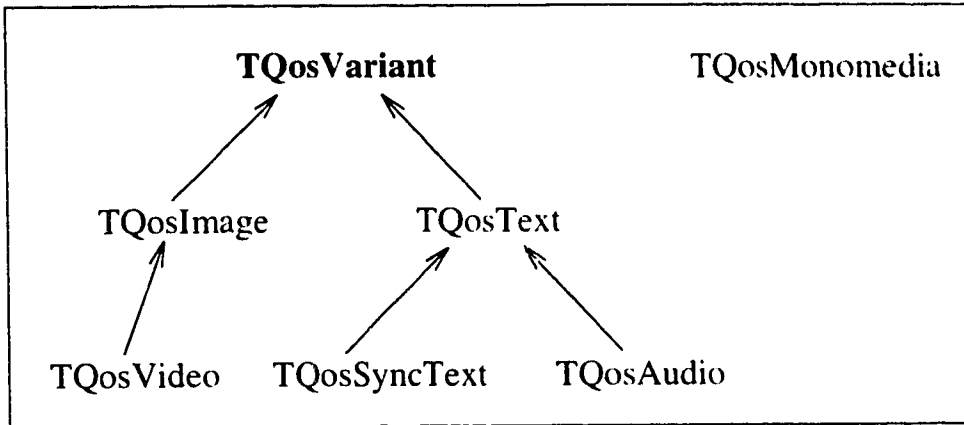 TQosVariant TQosMonomedia
TQosImage TQosText
TQosVideo TQosSyncText TQosAudio